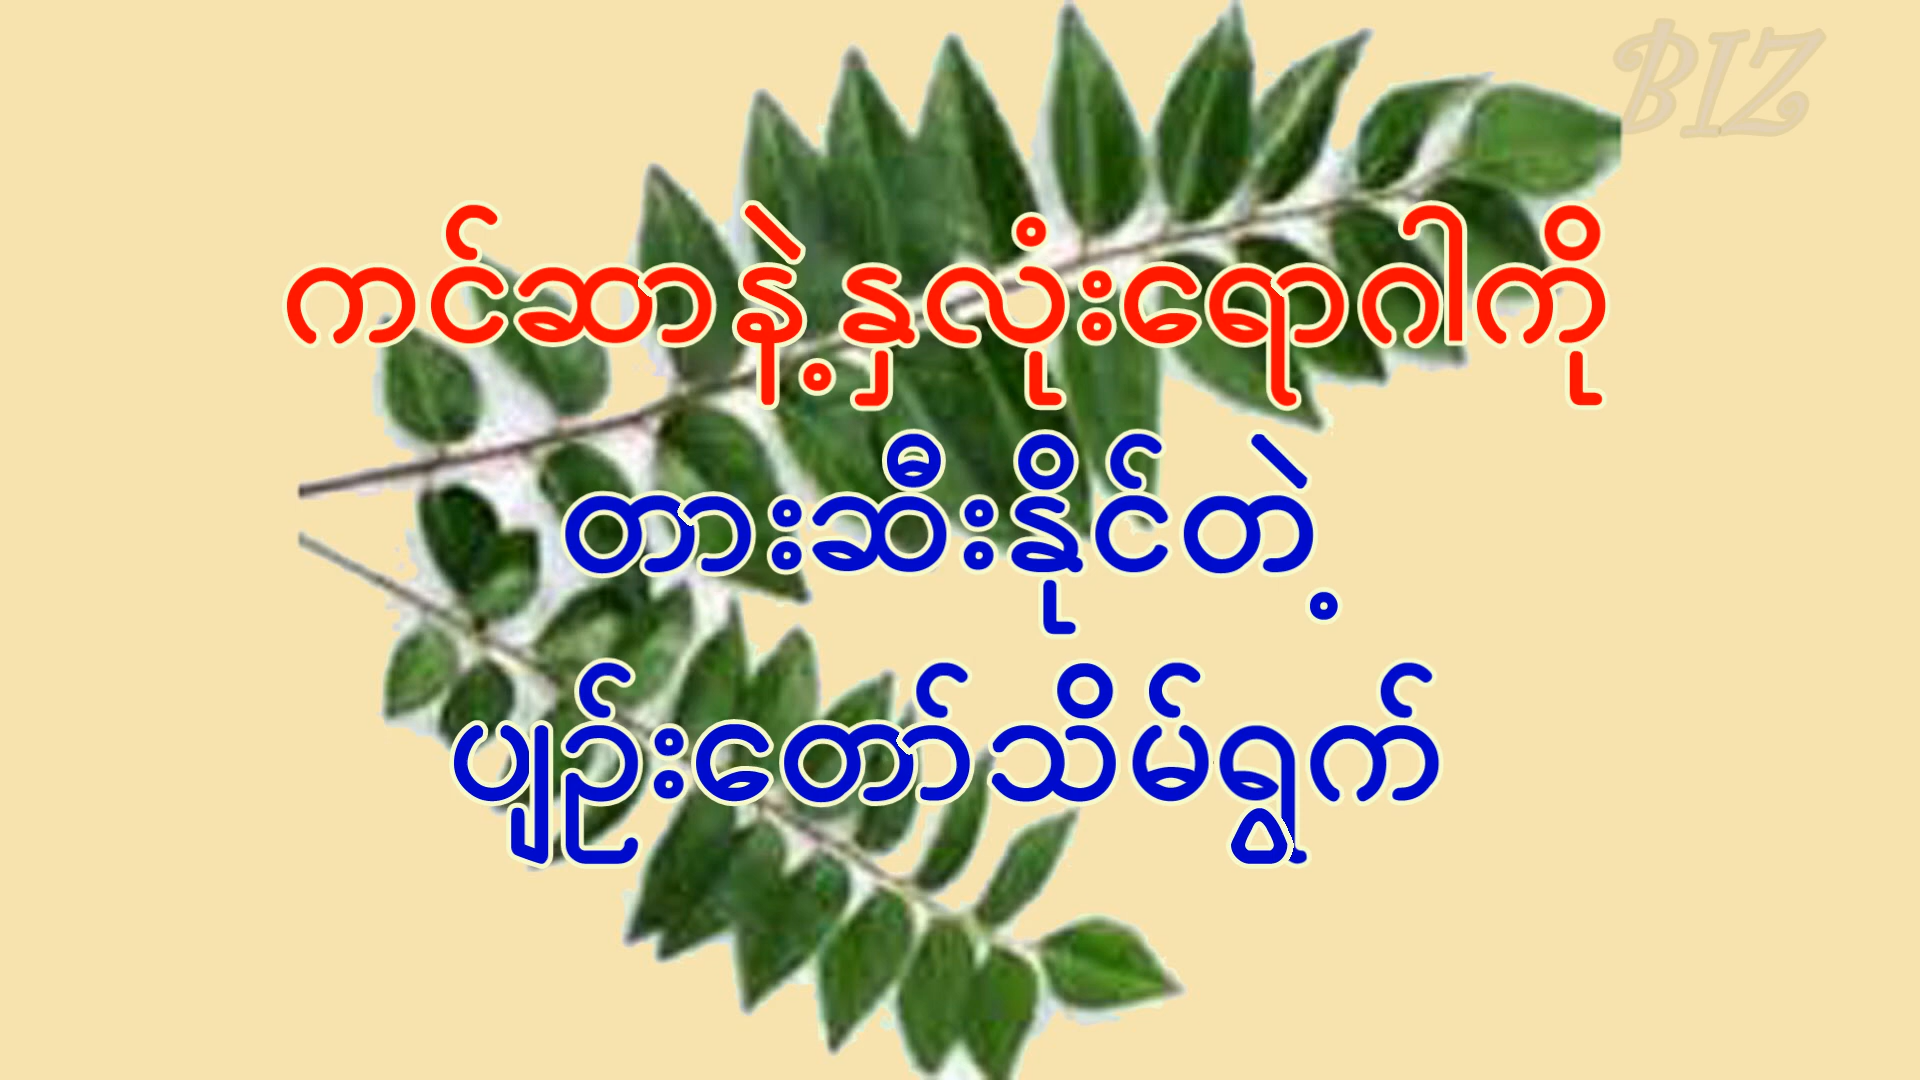 BIZ
ကင်ဆာနဲ့နှလုံးရောဂါကို
တားဆီးနိုင်တဲ့
ပျဉ်းတော်သိမ်ရွက်